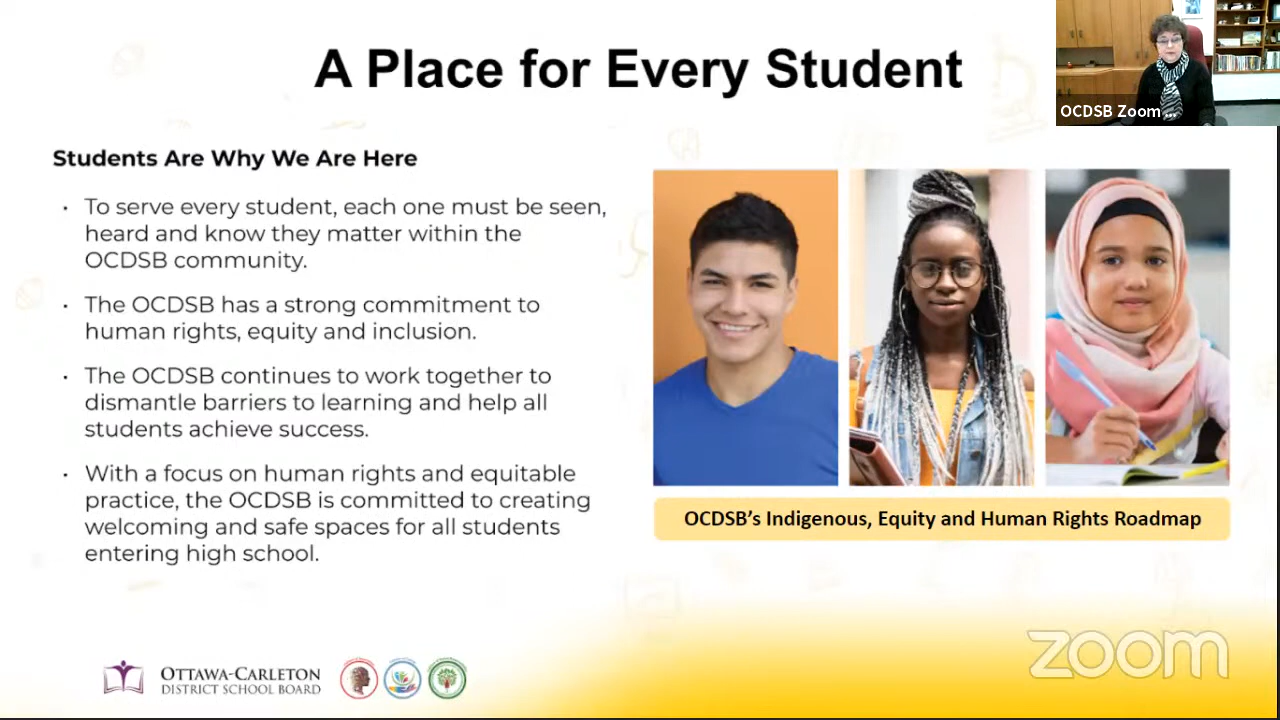 A Place for Every Student
OCDSB Zoom ...
Students Are Why We Are Here
• To serve every student, each one must be seen,
heard and know they matter within the
OCDSB community.
• The OCDSB has a strong commitment to
human rights, equity and inclusion.
• The OCDSB continues to work together to
dismantle barriers to learning and help all
students achieve success.
• With a focus on human rights and equitable
practice, the OCDSB is committed to creating
welcoming and safe spaces for all students
entering high school.
OCDSB's Indigenous, Equity and Human Rights Roadmap
OTTAWA-CARLETON
DISTRICT SCHOOL BOARD
zoom